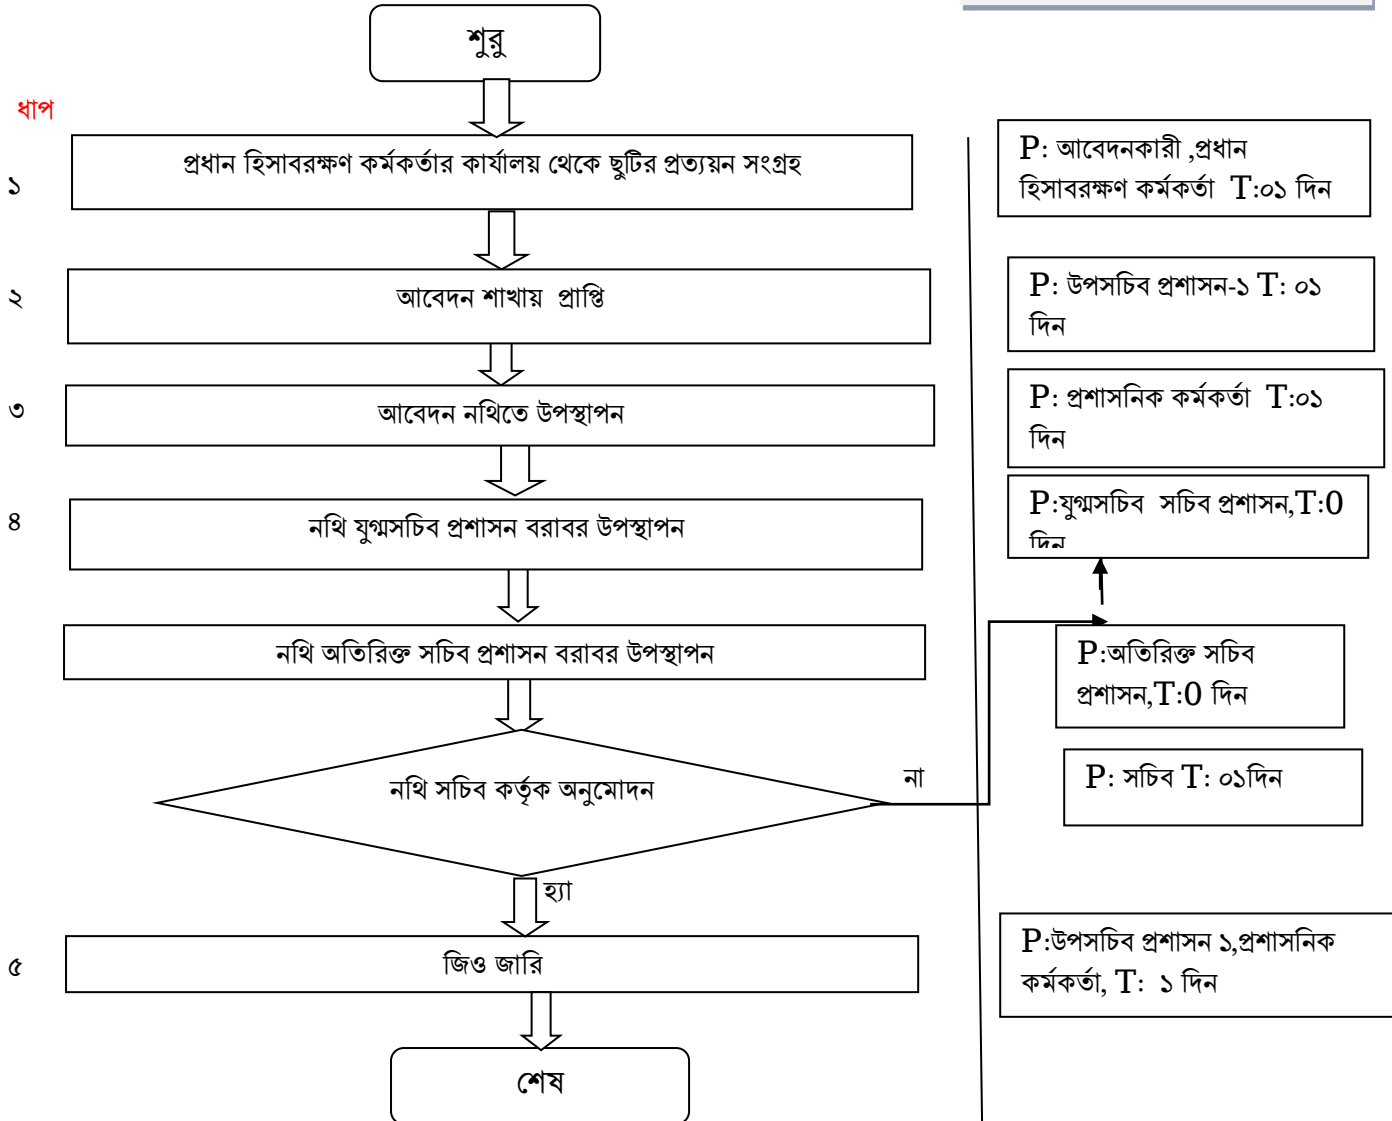 শুরু
ধাপ
১
প্রধান হিসাবরক্ষণ কর্মকর্তার কার্যালয় থেকে ছুটির প্রত্যয়ন সংগ্রহ
P: আবেদনকারী ,প্রধান
হিসাবরক্ষণ কর্মকর্তা T:০১ দিন
২
আবেদন শাখায় প্রাপ্তি
P: উপসচিব প্রশাসন-১ T: ০১
দিন
৩
আবেদন নথিতে উপস্থাপন
P: প্রশাসনিক কর্মকর্তা T:০১
দিন
৪
নথি যুগ্মসচিব প্রশাসন বরাবর উপস্থাপন
P:যুগ্মসচিব সচিব প্রশাসন,T:0
দিন
নথি অতিরিক্ত সচিব প্রশাসন বরাবর উপস্থাপন
P:অতিরিক্ত সচিব
প্রশাসন,T:0 দিন
নথি সচিব কর্তৃক অনুমোদন
না
P: সচিব T: ০১দিন
হ্যা
৫
জিও জারি
P:উপসচিব প্রশাসন ১,প্রশাসনিক
কর্মকর্তা, T: ১ দিন
শেষ